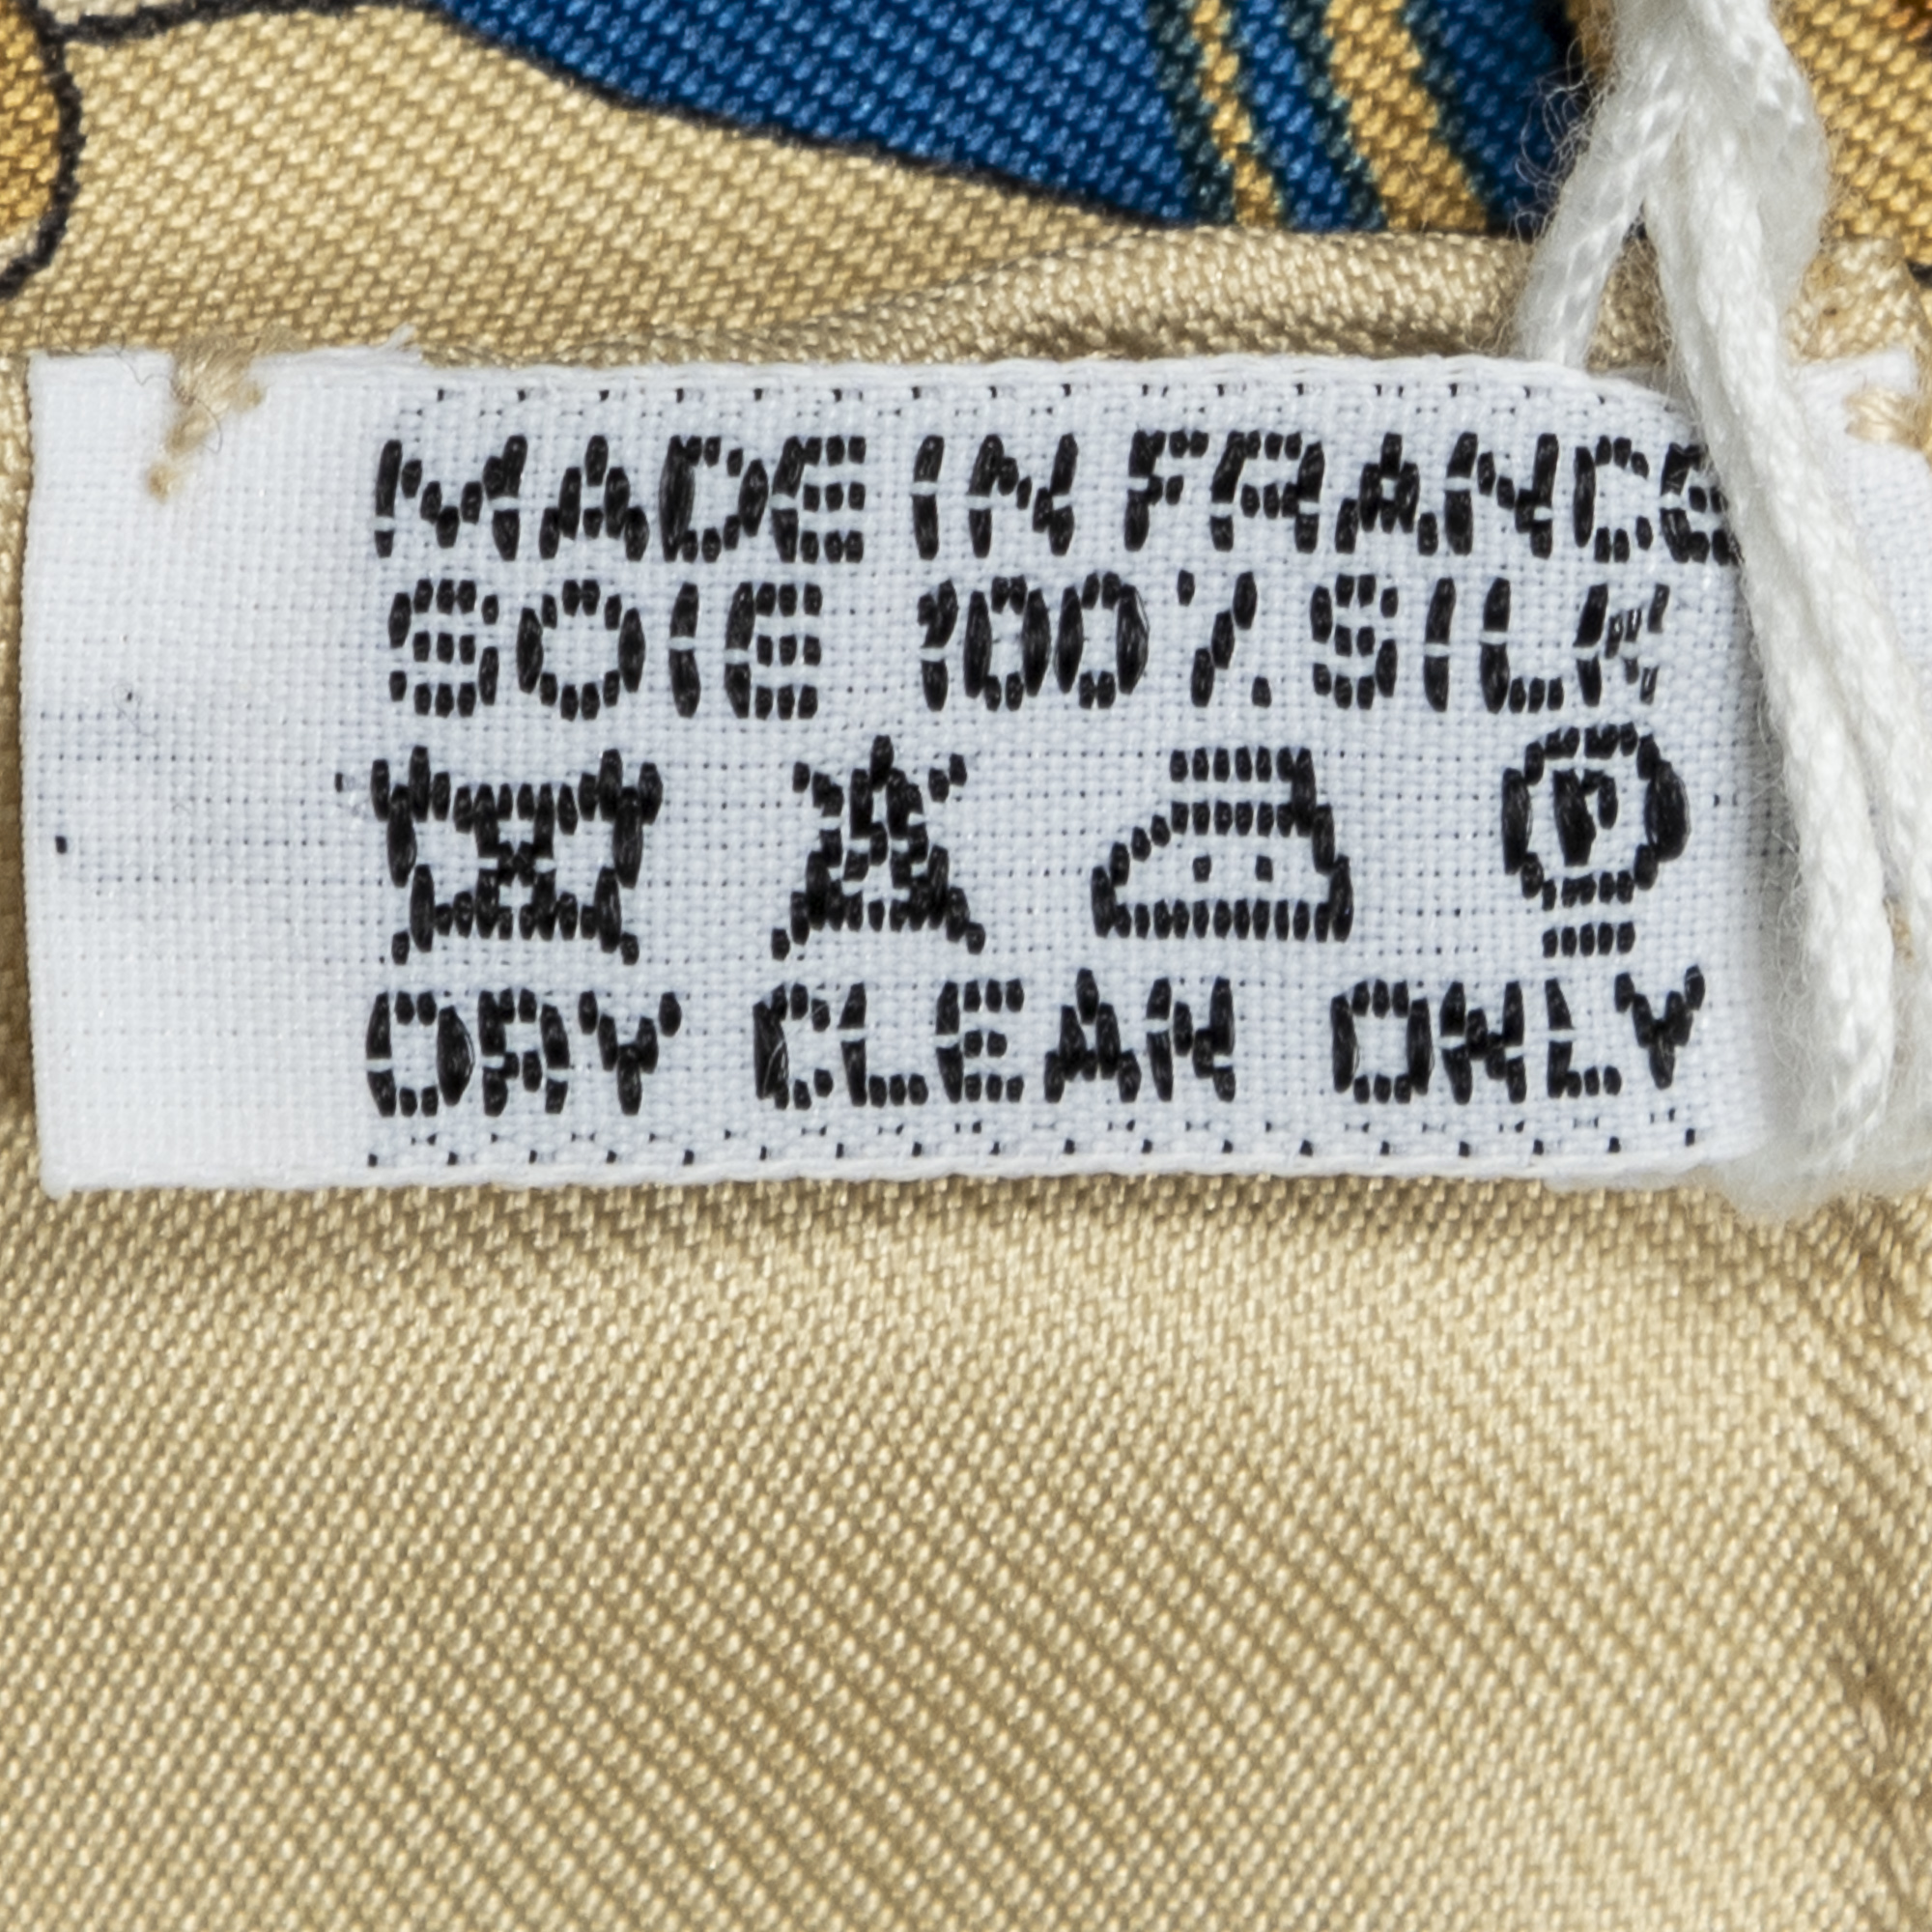 MADE IN FRANCE
SOIE 100% SILK
P
DRY CLEAN ONLY